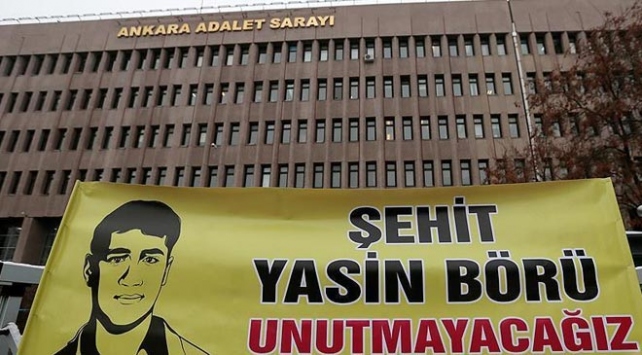 ANKARA ADALET SARAYI
ŞEHİT
YASİN BÖRÜ
UNUTMAYACAĞIZ